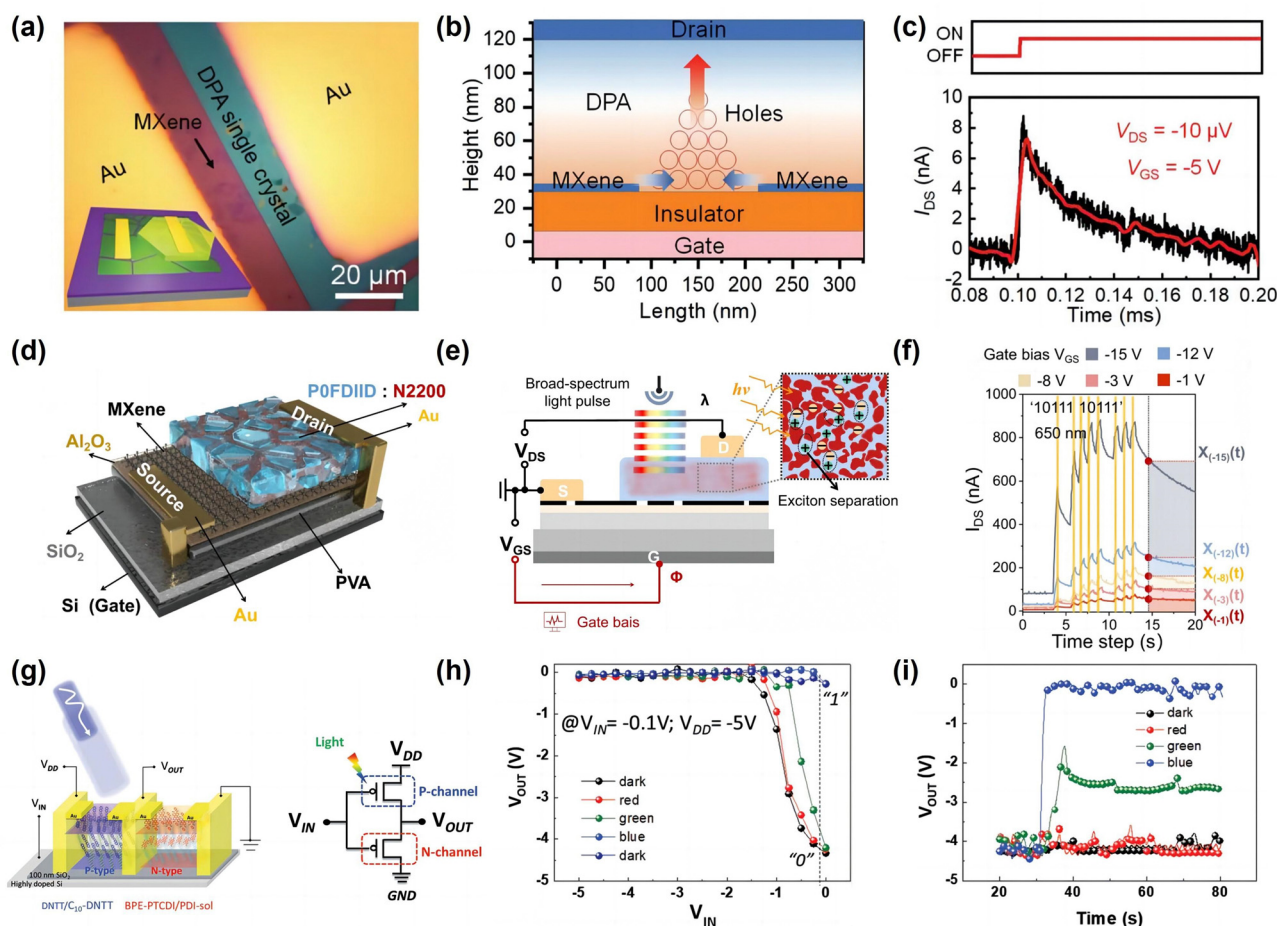 (a)
Au
DPA single crystal
MXene
Au
20 µm
(b)
Drain
DPA
Holes
MXene
MXene
Insulator
Gate
Height (nm)
120
100
80
60
40
20
0
0 50 100 150 200 250 300
Length (nm)
(c)
ON
OFF
V_DS = -10 µV
V_GS = -5 V
I_DS (nA)
10
8
6
4
2
0
-2
0.08 0.10 0.12 0.14 0.16 0.18 0.20
Time (ms)
(d)
P0FDIID : N2200
MXene
Au
Al2O3
Drain
Source
SiO2
PVA
Si (Gate)
Au
(e)
Broad-spectrum
light pulse
λ
hν
D
V_DS
S
Exciton separation
V_GS
G
Φ
Gate bais
(f)
Gate bias V_GS
-15 V
-12 V
-8 V
-3 V
-1 V
'10111 10111'
650 nm
I_DS (nA)
1000
800
600
400
200
0
X(-15)(t)
X(-12)(t)
X(-8)(t)
X(-3)(t)
X(-1)(t)
0 5 10 15 20
Time step (s)
(g)
V_DD
V_OUT
V_IN
Au
Au
Au
Au
P-type
N-type
100 nm SiO2
Highly doped Si
DNTT/C10-DNTT
BPE-PTCDI/PDI-sol
Light
V_DD
P-channel
V_IN
V_OUT
N-channel
GND
(h)
@V_IN= -0.1V; V_DD= -5V
"1"
dark
red
green
blue
dark
"0"
V_OUT (V)
0
-1
-2
-3
-4
-5
-5 -4 -3 -2 -1 0
V_IN
(i)
dark
red
green
blue
V_OUT (V)
0
-1
-2
-3
-4
-5
20 40 60 80
Time (s)